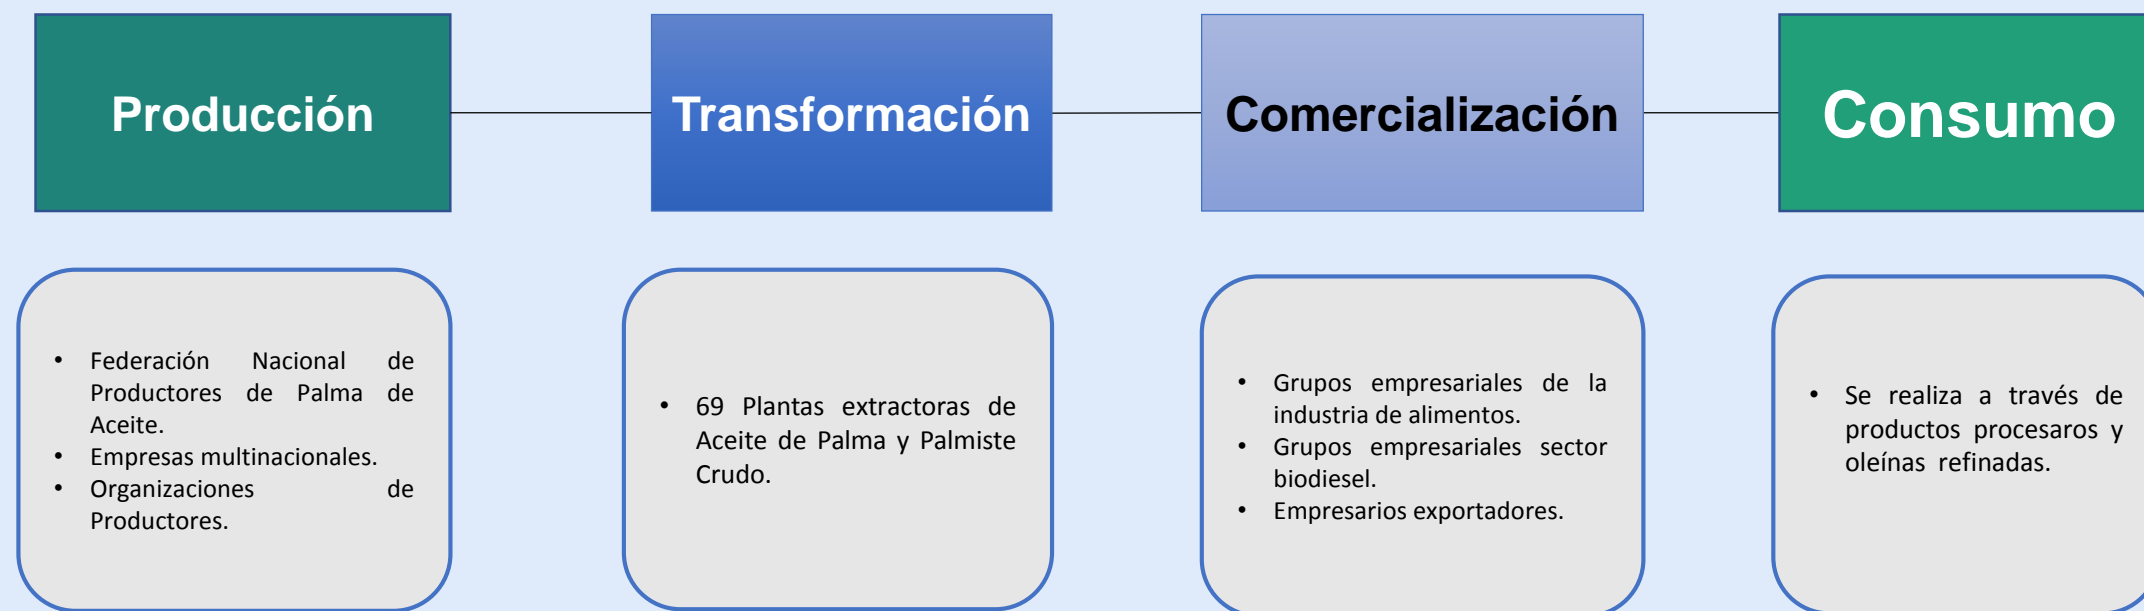 Producción
Transformación
Comercialización
Consumo
• Federación Nacional de
Productores de Palma de
Aceite.
• Empresas multinacionales.
• Organizaciones de
Productores.
• 69 Plantas extractoras de
Aceite de Palma y Palmiste
Crudo.
• Grupos empresariales de la
industria de alimentos.
• Grupos empresariales sector
biodiesel.
• Empresarios exportadores.
• Se realiza a través de
productos procesaros y
oleínas refinadas.